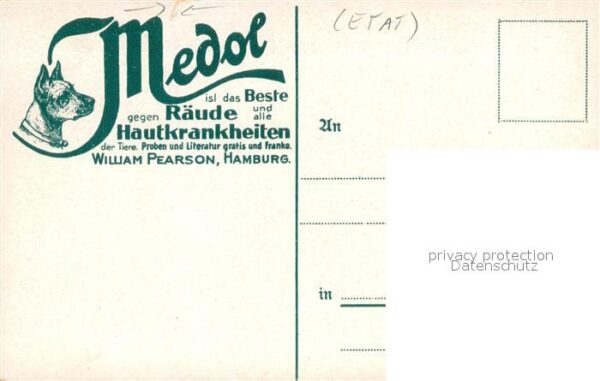 (ETAT)
Medol
ist das Beste
gegen Räude und alle
Hautkrankheiten
der Tiere. Proben und Literatur gratis und franko.
WILLIAM PEARSON, HAMBURG.
An
in
privacy protection
Datenschutz